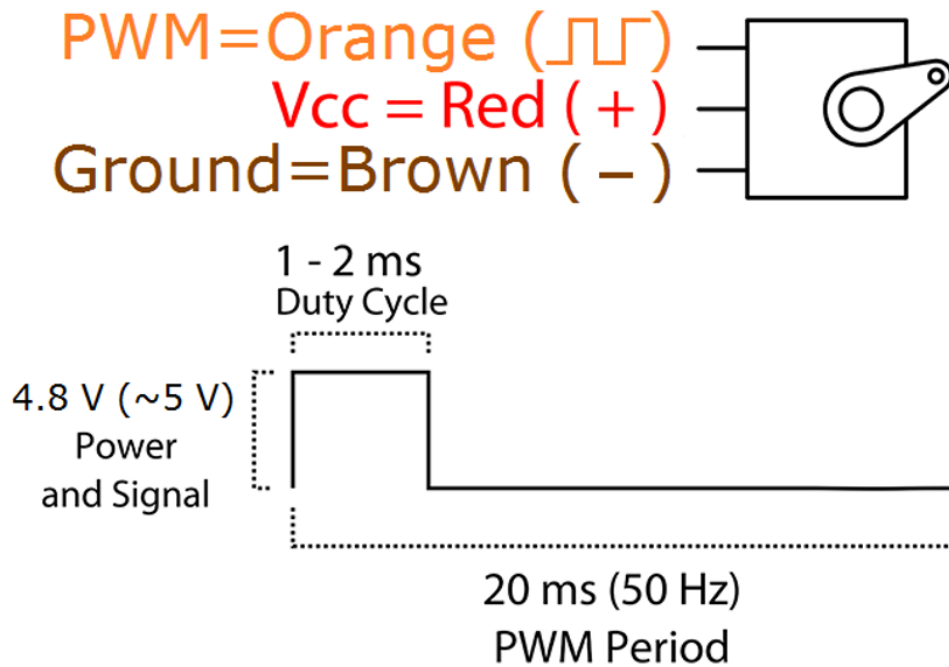 PWM=Orange (⎍⎍)
Vcc = Red ( + )
Ground=Brown ( − )
1 - 2 ms
Duty Cycle
4.8 V (~5 V)
Power
and Signal
20 ms (50 Hz)
PWM Period